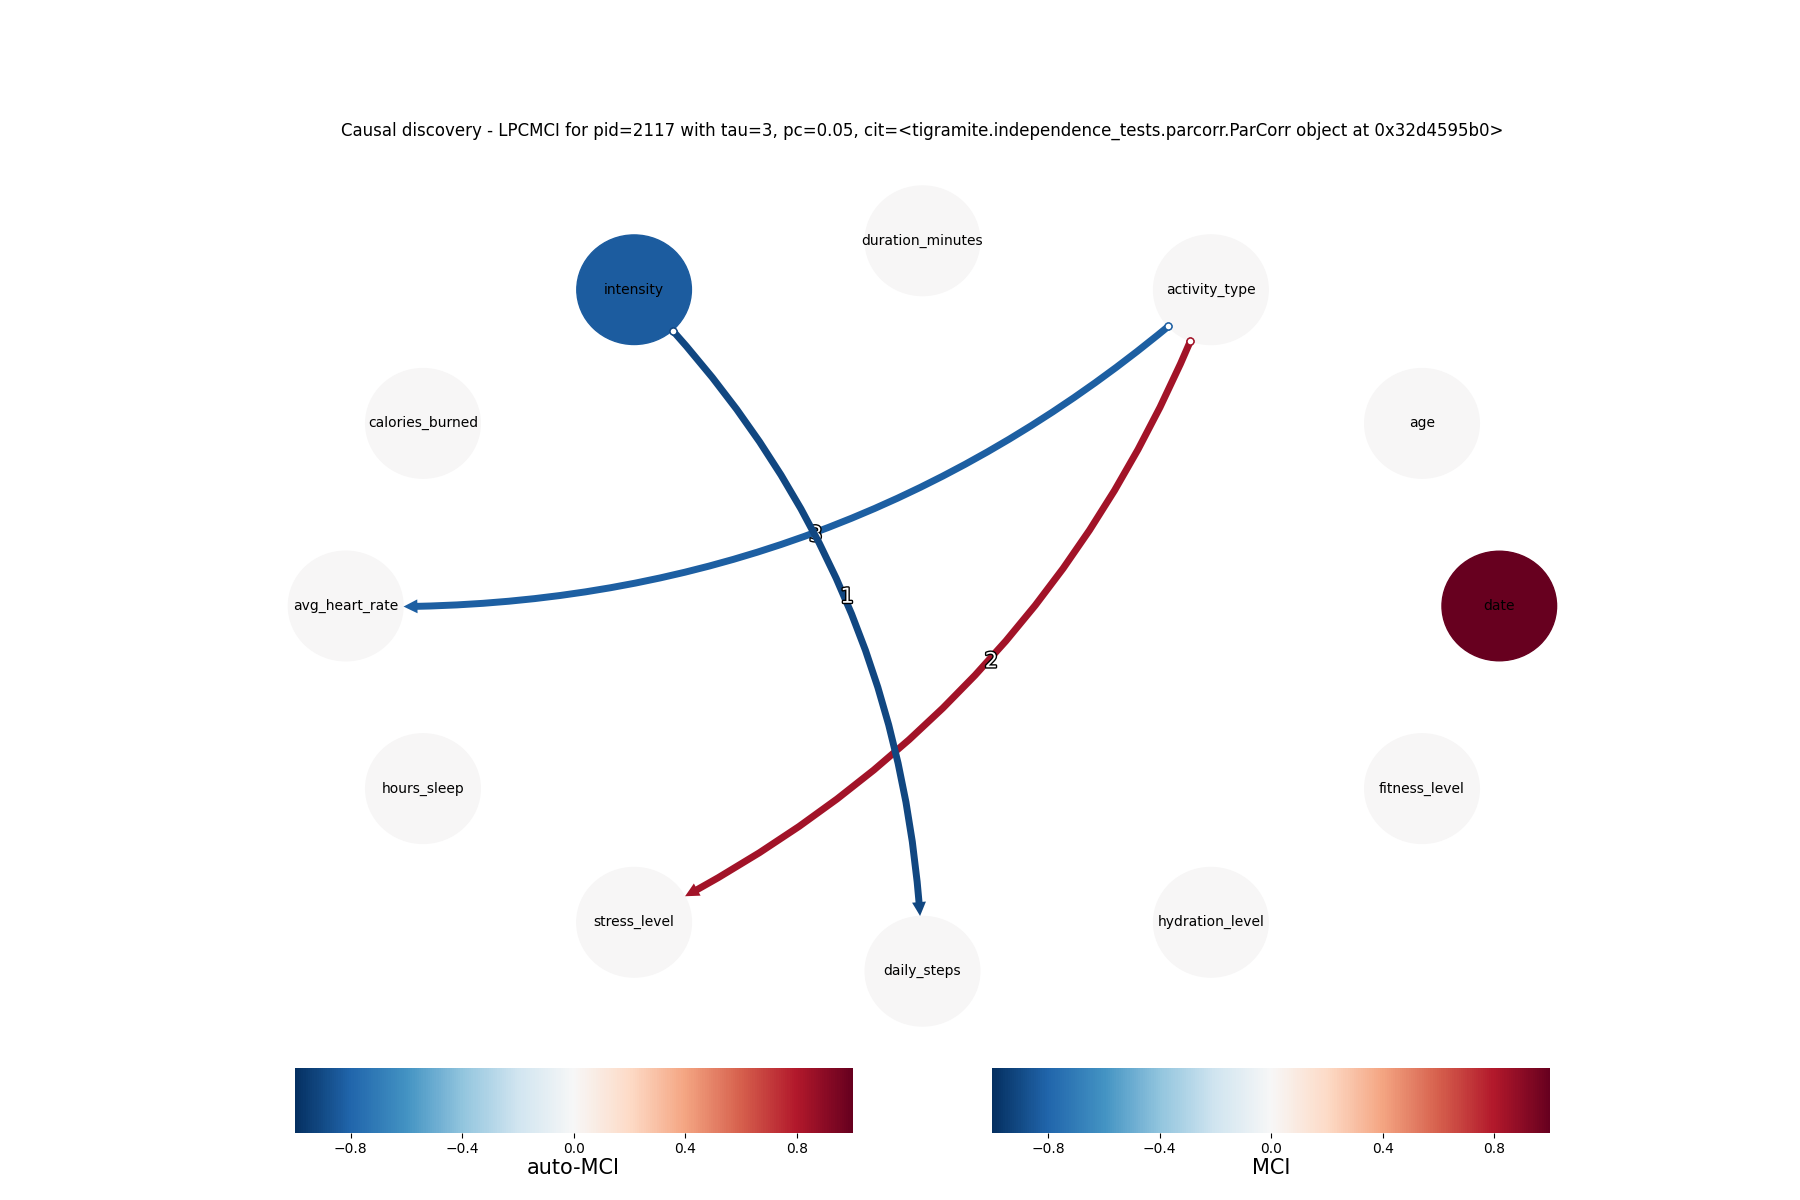 Causal discovery - LPCMCI for pid=2117 with tau=3, pc=0.05, cit=<tigramite.independence_tests.parcorr.ParCorr object at 0x32d4595b0>
duration_minutes
intensity
activity_type
calories_burned
age
3
1
avg_heart_rate
date
2
hours_sleep
fitness_level
stress_level
hydration_level
daily_steps
−0.8 −0.4 0.0 0.4 0.8
auto-MCI
−0.8 −0.4 0.0 0.4 0.8
MCI